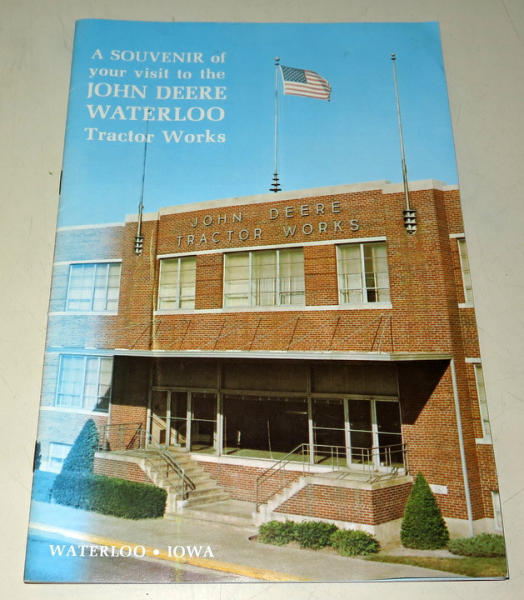 A SOUVENIR of
your visit to the
JOHN DEERE
WATERLOO
Tractor Works
JOHN DEERE
TRACTOR WORKS
WATERLOO • IOWA